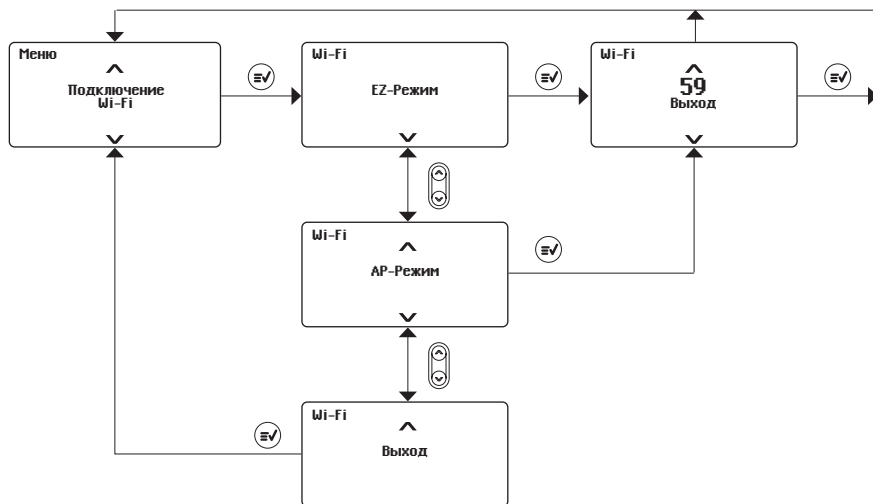 Меню
Подключение
Wi-Fi
Wi-Fi
EZ-Режим
Wi-Fi
59
Выход
Wi-Fi
AP-Режим
Wi-Fi
Выход